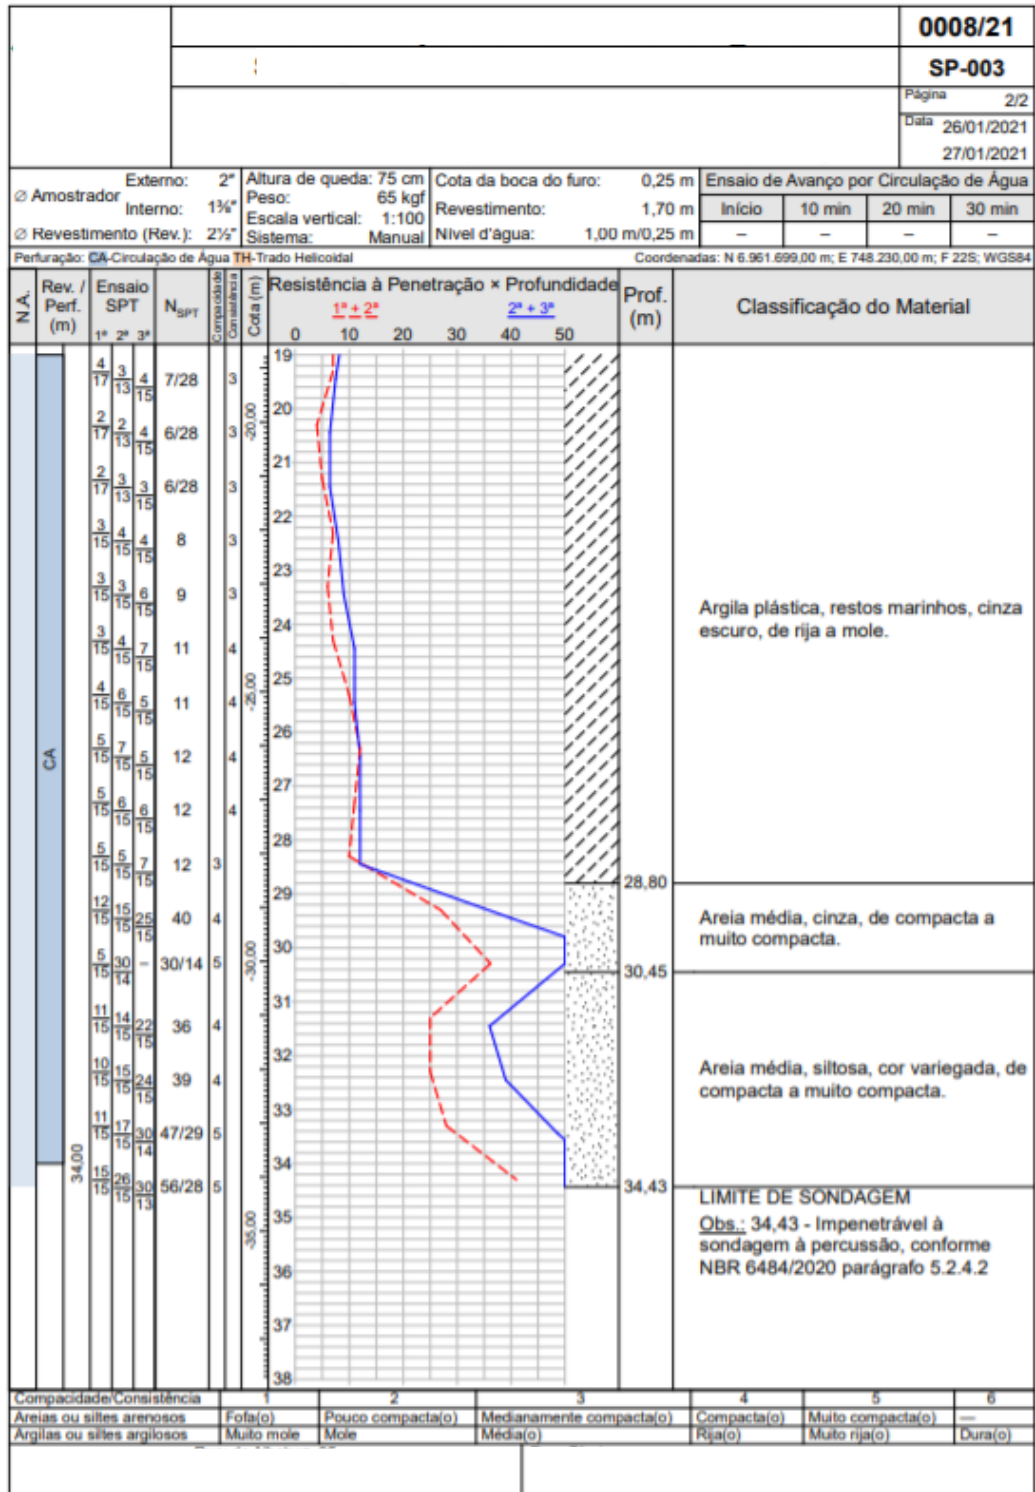 0008/21
SP-003
Página 2/2
Data 26/01/2021
27/01/2021
Ø Amostrador Externo: 2"
Interno: 1⅜"
Ø Revestimento (Rev.): 2½"
Altura de queda: 75 cm
Peso: 65 kgf
Escala vertical: 1:100
Sistema: Manual
Cota da boca do furo: 0,25 m
Revestimento: 1,70 m
Nível d'água: 1,00 m/0,25 m
Ensaio de Avanço por Circulação de Água
Início 10 min 20 min 30 min
– – – –
Perfuração: CA-Circulação de Água TH-Trado Helicoidal
Coordenadas: N 6.961.699,00 m; E 748.230,00 m; F 22S; WGS84
N.A.
Rev. / Perf. (m)
Ensaio SPT
1ª 2ª 3ª
NSPT
Compacidade
Consistência
Cota (m)
Resistência à Penetração × Profundidade
1ª + 2ª 2ª + 3ª
0 10 20 30 40 50
Prof. (m)
Classificação do Material
19
4/17 3/13 4/15 7/28 3
20
-20,00
2/17 2/13 4/15 6/28 3
21
2/17 3/13 3/15 6/28 3
22
3/15 4/15 4/15 8 3
23
3/15 3/15 6/15 9 3
24
3/15 4/15 7/15 11 4
25
-25,00
4/15 6/15 5/15 11 4
26
5/15 7/15 5/15 12 4
27
5/15 6/15 6/15 12 4
28
5/15 5/15 7/15 12 3
29
12/15 15/15 25/15 40 4
30
-30,00
5/15 30/14 – 30/14 5
31
11/15 14/15 22/15 36 4
32
10/15 15/15 24/15 39 4
33
11/15 17/15 30/14 47/29 5
34
15/15 26/15 30/13 56/28 5
35
-35,00
36
37
38
CA
34,00
Argila plástica, restos marinhos, cinza
escuro, de rija a mole.
28,80
Areia média, cinza, de compacta a
muito compacta.
30,45
Areia média, siltosa, cor variegada, de
compacta a muito compacta.
34,43
LIMITE DE SONDAGEM
Obs.: 34,43 - Impenetrável à
sondagem à percussão, conforme
NBR 6484/2020 parágrafo 5.2.4.2
Compacidade/Consistência 1 2 3 4 5 6
Areias ou siltes arenosos Fofa(o) Pouco compacta(o) Medianamente compacta(o) Compacta(o) Muito compacta(o) —
Argilas ou siltes argilosos Muito mole Mole Média(o) Rija(o) Muito rija(o) Dura(o)